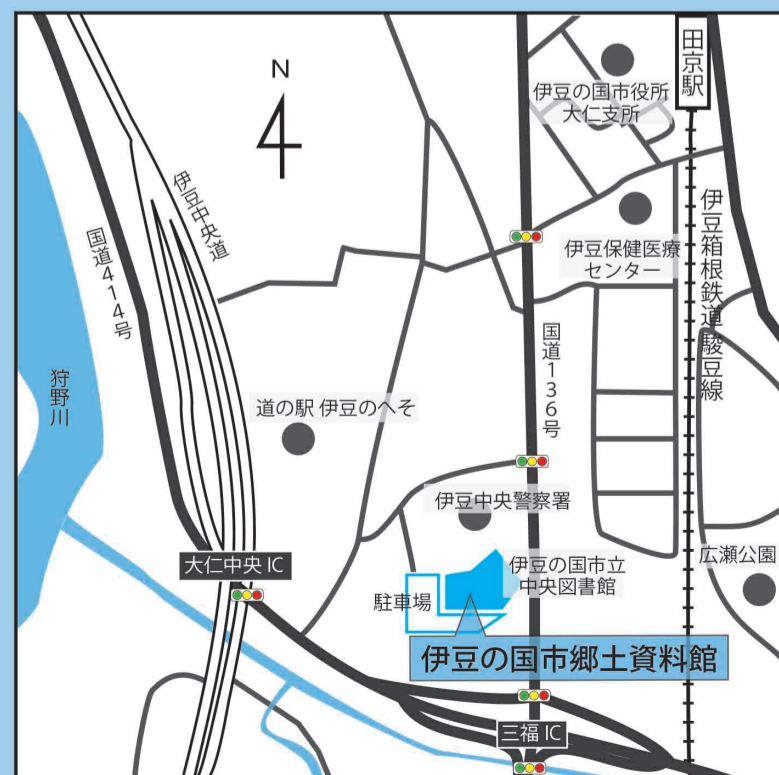 N
田京駅
伊豆の国市役所
大仁支所
伊豆中央道
国道414号
伊豆保健医療
センター
伊豆箱根鉄道駿豆線
国道136号
狩野川
道の駅 伊豆のへそ
伊豆中央警察署
大仁中央 IC
伊豆の国市立
中央図書館
広瀬公園
駐車場
伊豆の国市郷土資料館
三福 IC